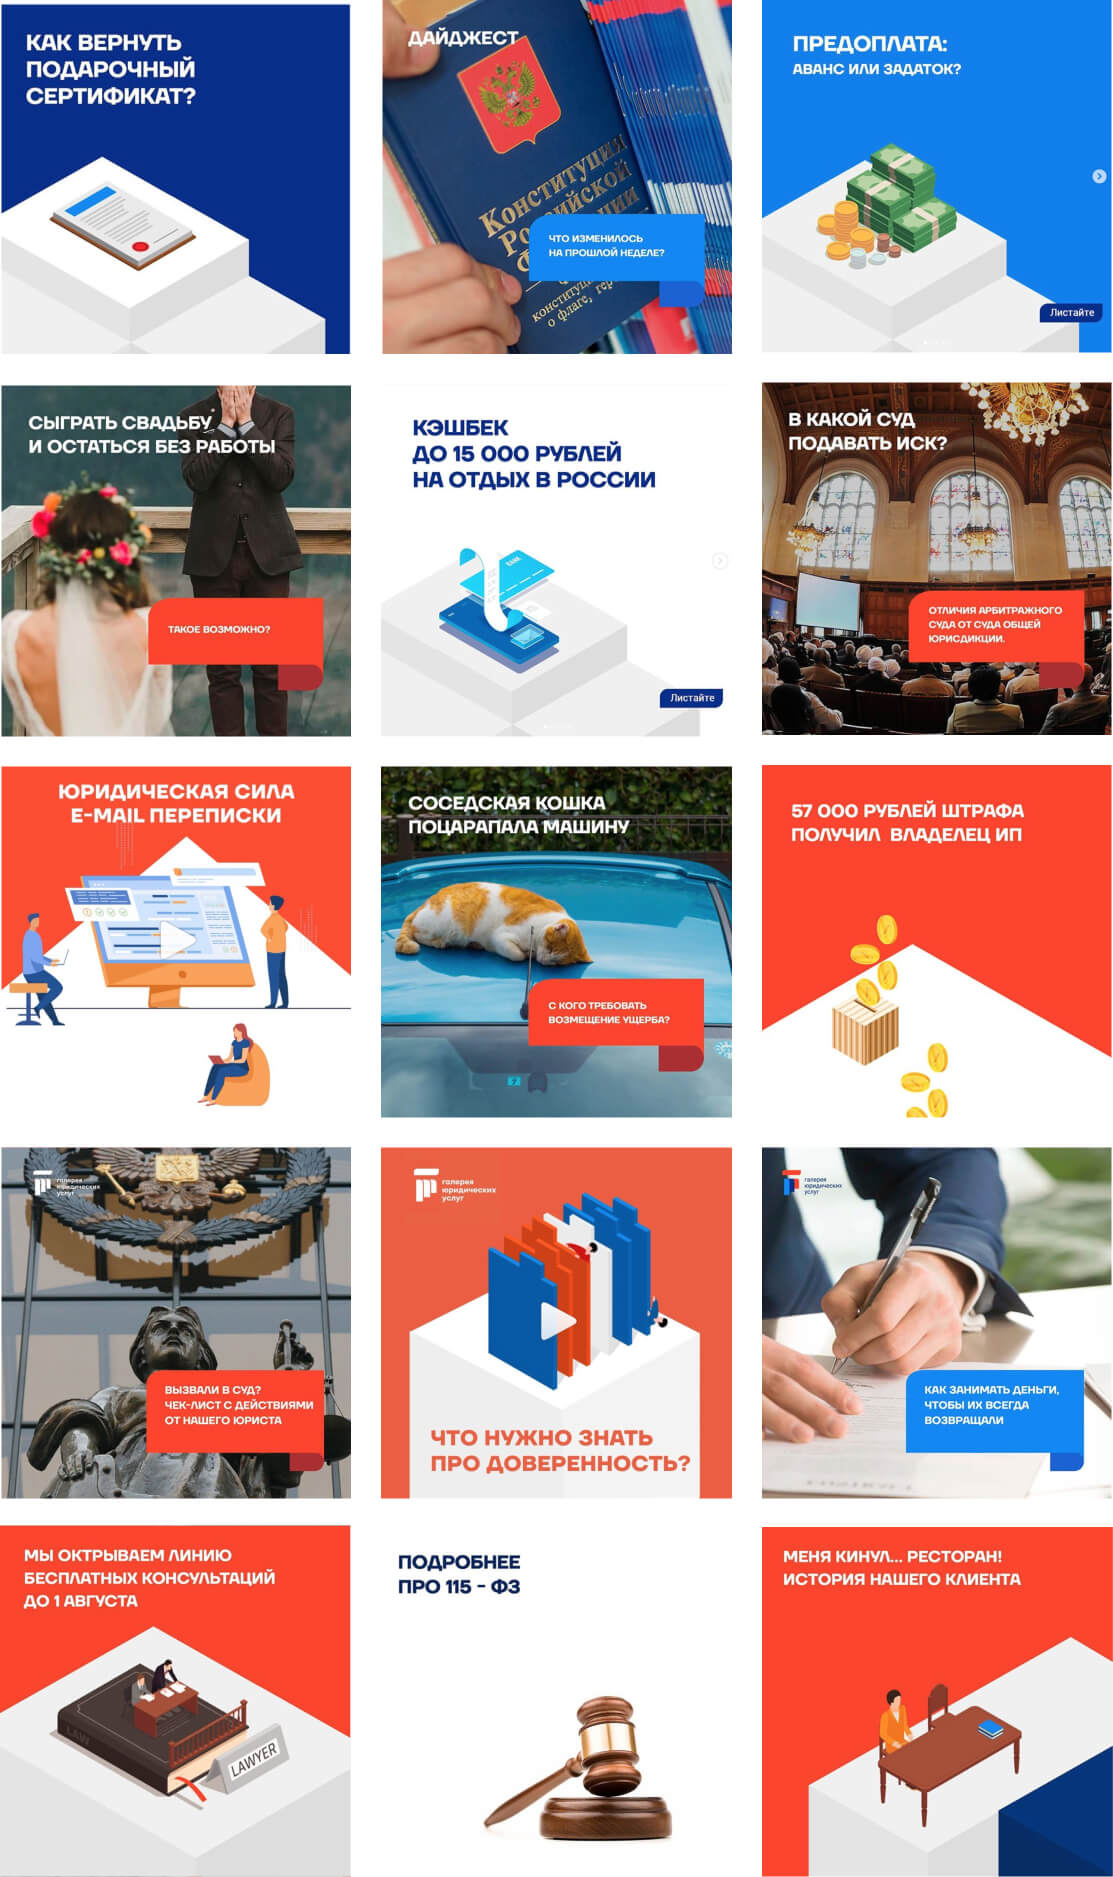 КАК ВЕРНУТЬ
ПОДАРОЧНЫЙ
СЕРТИФИКАТ?
ДАЙДЖЕСТ
Конституция
Российской
конституц
о флаге, гер
ЧТО ИЗМЕНИЛОСЬ
НА ПРОШЛОЙ НЕДЕЛЕ?
ПРЕДОПЛАТА:
АВАНС ИЛИ ЗАДАТОК?
Листайте
СЫГРАТЬ СВАДЬБУ
И ОСТАТЬСЯ БЕЗ РАБОТЫ
ТАКОЕ ВОЗМОЖНО?
КЭШБЕК
ДО 15 000 РУБЛЕЙ
НА ОТДЫХ В РОССИИ
BANK
Листайте
В КАКОЙ СУД
ПОДАВАТЬ ИСК?
ОТЛИЧИЯ АРБИТРАЖНОГО
СУДА ОТ СУДА ОБЩЕЙ
ЮРИСДИКЦИИ.
ЮРИДИЧЕСКАЯ СИЛА
E-MAIL ПЕРЕПИСКИ
СОСЕДСКАЯ КОШКА
ПОЦАРАПАЛА МАШИНУ
С КОГО ТРЕБОВАТЬ
ВОЗМЕЩЕНИЕ УЩЕРБА?
57 000 РУБЛЕЙ ШТРАФА
ПОЛУЧИЛ ВЛАДЕЛЕЦ ИП
галерея
юридических
услуг
ВЫЗВАЛИ В СУД?
ЧЕК-ЛИСТ С ДЕЙСТВИЯМИ
ОТ НАШЕГО ЮРИСТА
галерея
юридических
услуг
ЧТО НУЖНО ЗНАТЬ
ПРО ДОВЕРЕННОСТЬ?
галерея
юридических
услуг
КАК ЗАНИМАТЬ ДЕНЬГИ,
ЧТОБЫ ИХ ВСЕГДА
ВОЗВРАЩАЛИ
МЫ ОКТРЫВАЕМ ЛИНИЮ
БЕСПЛАТНЫХ КОНСУЛЬТАЦИЙ
ДО 1 АВГУСТА
LAW
LAWYER
ПОДРОБНЕЕ
ПРО 115 - ФЗ
МЕНЯ КИНУЛ... РЕСТОРАН!
ИСТОРИЯ НАШЕГО КЛИЕНТА